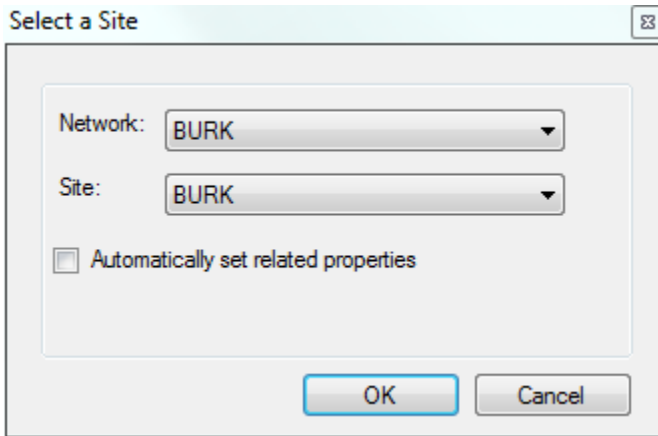 Select a Site
Network: BURK
Site: BURK
Automatically set related properties
OK Cancel